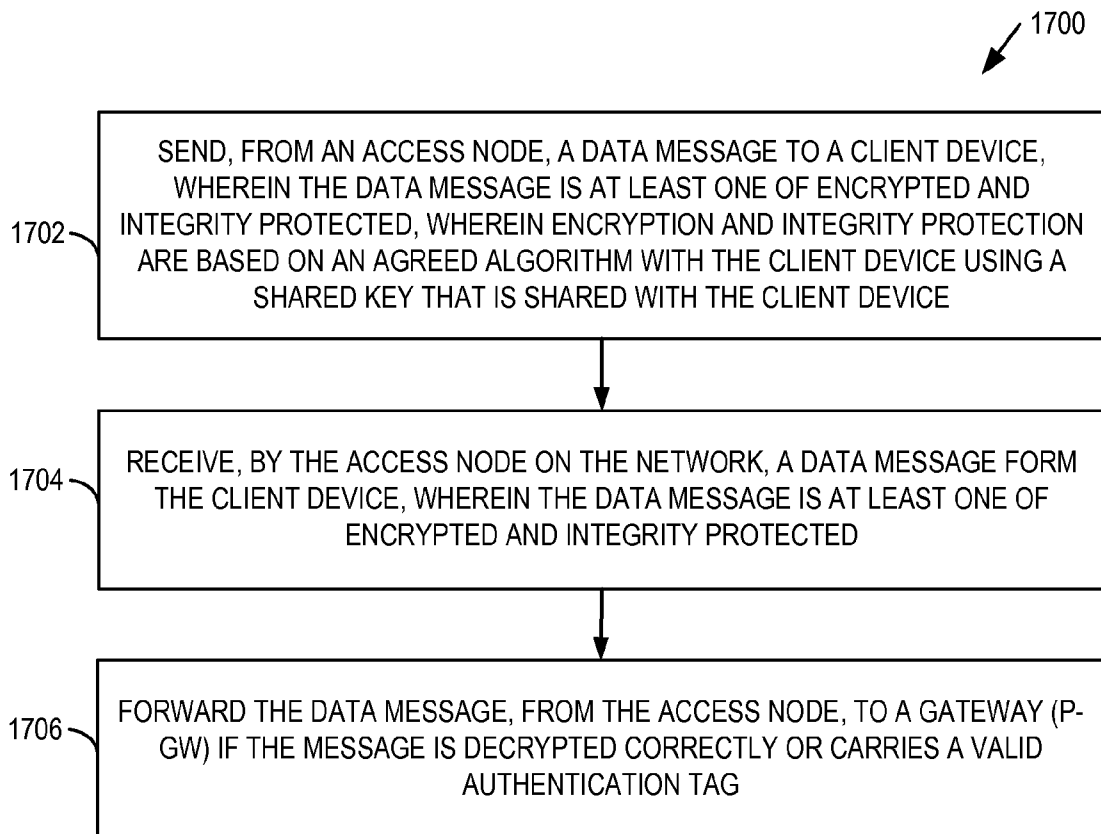 1700
SEND, FROM AN ACCESS NODE, A DATA MESSAGE TO A CLIENT DEVICE,
WHEREIN THE DATA MESSAGE IS AT LEAST ONE OF ENCRYPTED AND
INTEGRITY PROTECTED, WHEREIN ENCRYPTION AND INTEGRITY PROTECTION
ARE BASED ON AN AGREED ALGORITHM WITH THE CLIENT DEVICE USING A
SHARED KEY THAT IS SHARED WITH THE CLIENT DEVICE
1702
RECEIVE, BY THE ACCESS NODE ON THE NETWORK, A DATA MESSAGE FORM
THE CLIENT DEVICE, WHEREIN THE DATA MESSAGE IS AT LEAST ONE OF
ENCRYPTED AND INTEGRITY PROTECTED
1704
FORWARD THE DATA MESSAGE, FROM THE ACCESS NODE, TO A GATEWAY (P-
GW) IF THE MESSAGE IS DECRYPTED CORRECTLY OR CARRIES A VALID
AUTHENTICATION TAG
1706